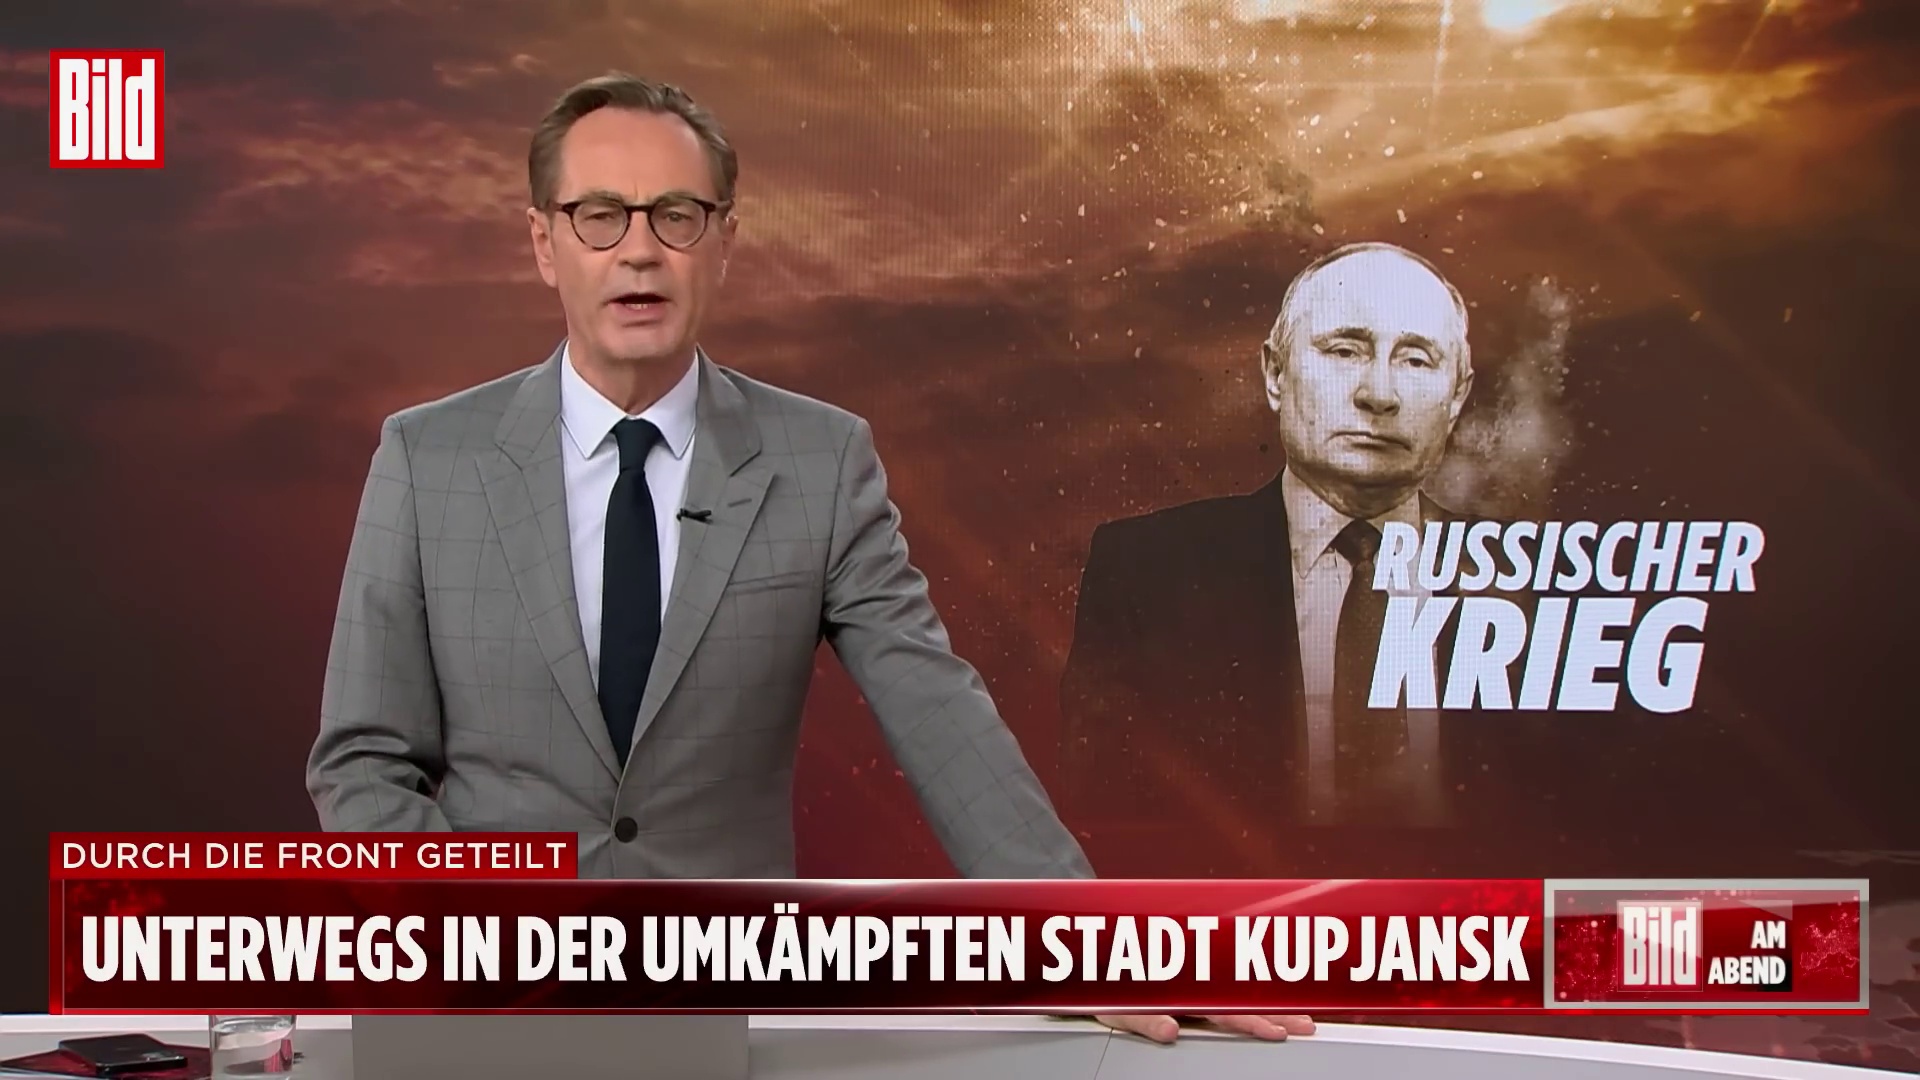 Bild
RUSSISCHER
KRIEG
DURCH DIE FRONT GETEILT
UNTERWEGS IN DER UMKÄMPFTEN STADT KUPJANSK
Bild AM
ABEND